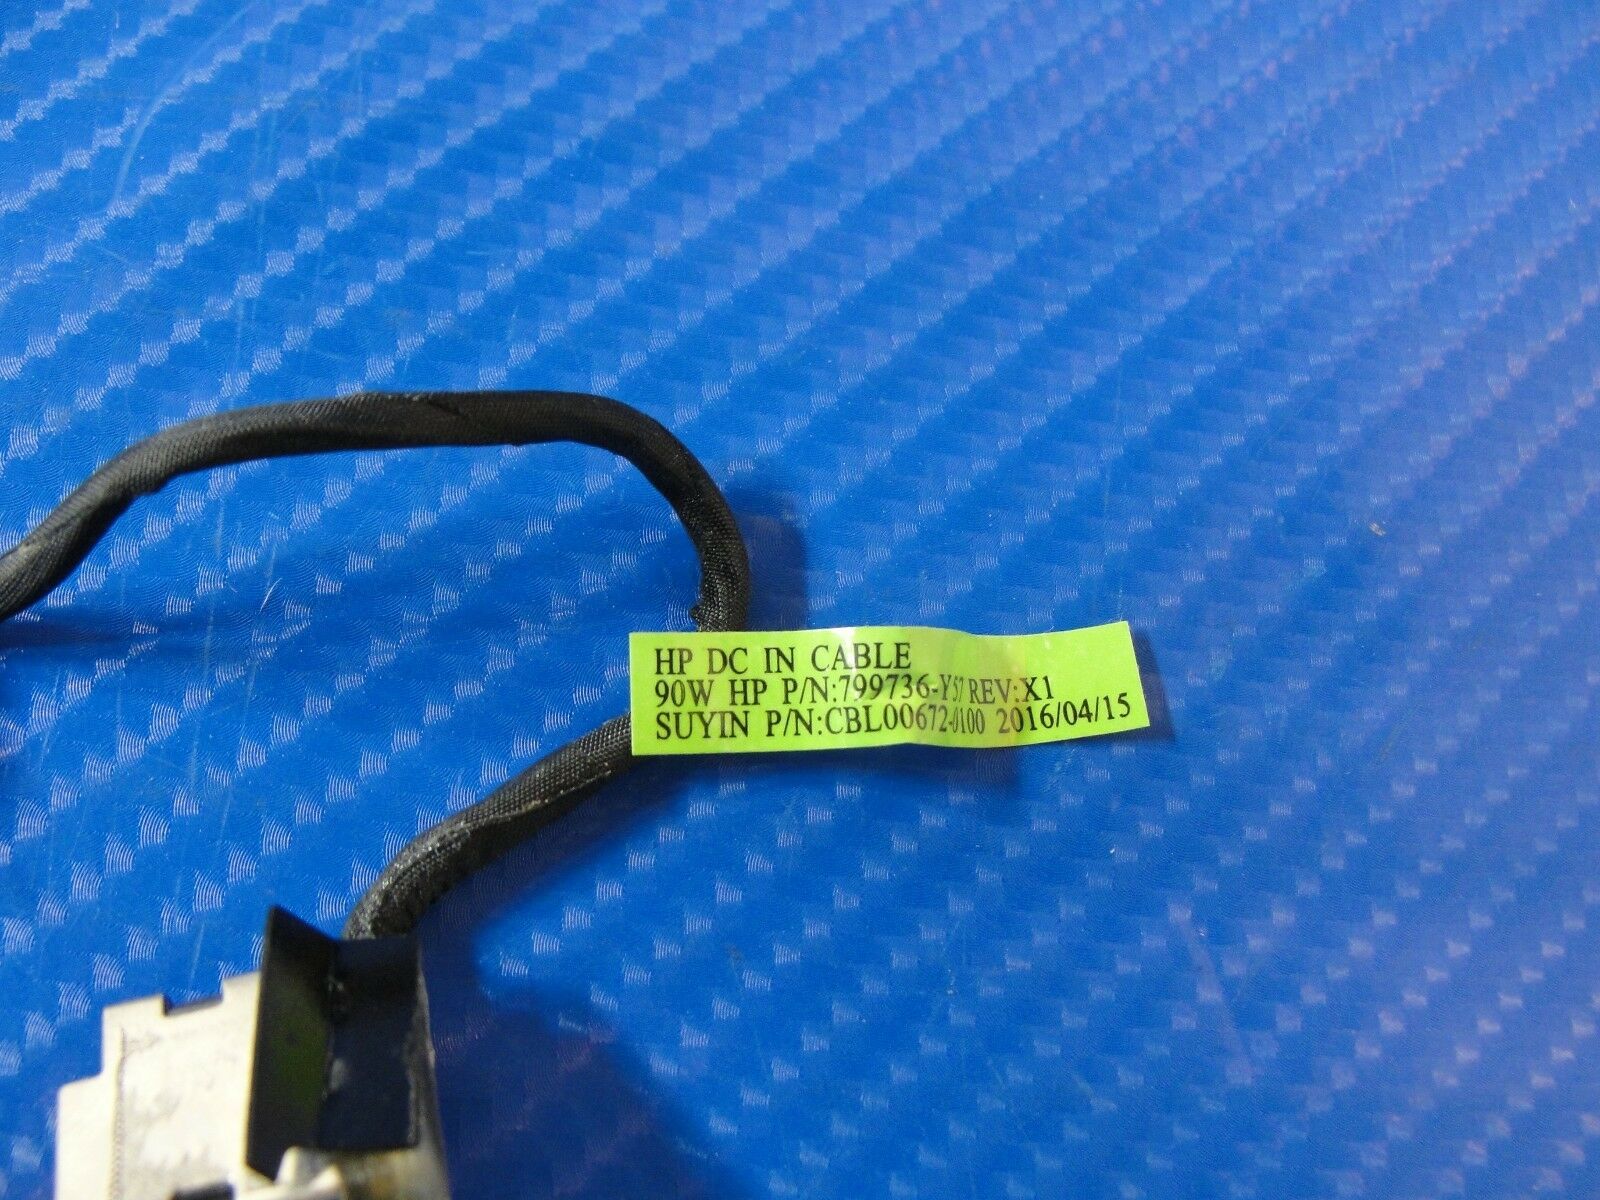 HP DC IN CABLE
90W HP P/N:799736-Y57 REV:X1
SUYIN P/N:CBL00672-0100 2016/04/15